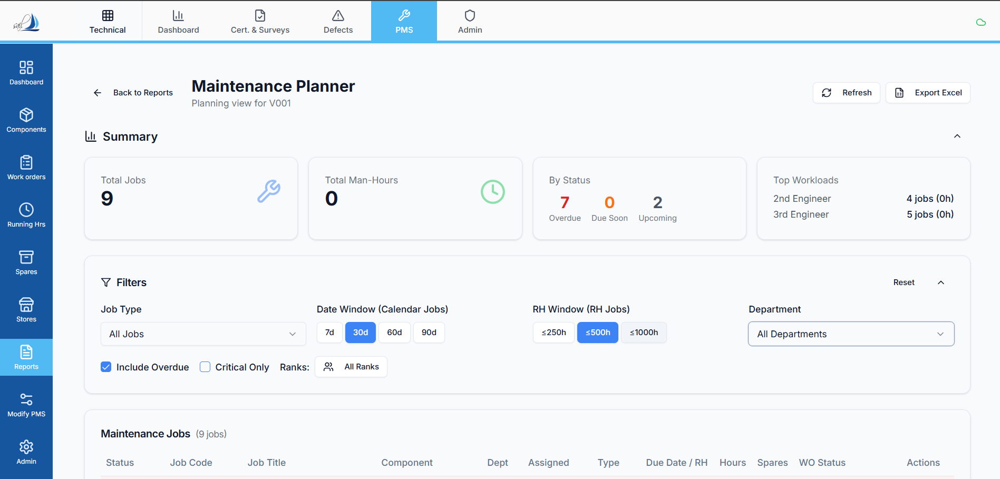 sail
Technical
Dashboard
Cert. & Surveys
Defects
PMS
Admin
Dashboard
Components
Work orders
Running Hrs
Spares
Stores
Reports
Modify PMS
Admin
Back to Reports
Maintenance Planner
Planning view for V001
Refresh
Export Excel
Summary
Total Jobs
9
Total Man-Hours
0
By Status
7
0
2
Overdue
Due Soon
Upcoming
Top Workloads
2nd Engineer 4 jobs (0h)
3rd Engineer 5 jobs (0h)
Filters
Reset
Job Type
All Jobs
Date Window (Calendar Jobs)
7d 30d 60d 90d
RH Window (RH Jobs)
≤250h ≤500h ≤1000h
Department
All Departments
Include Overdue
Critical Only
Ranks:
All Ranks
Maintenance Jobs (9 jobs)
Status Job Code Job Title Component Dept Assigned Type Due Date / RH Hours Spares WO Status Actions